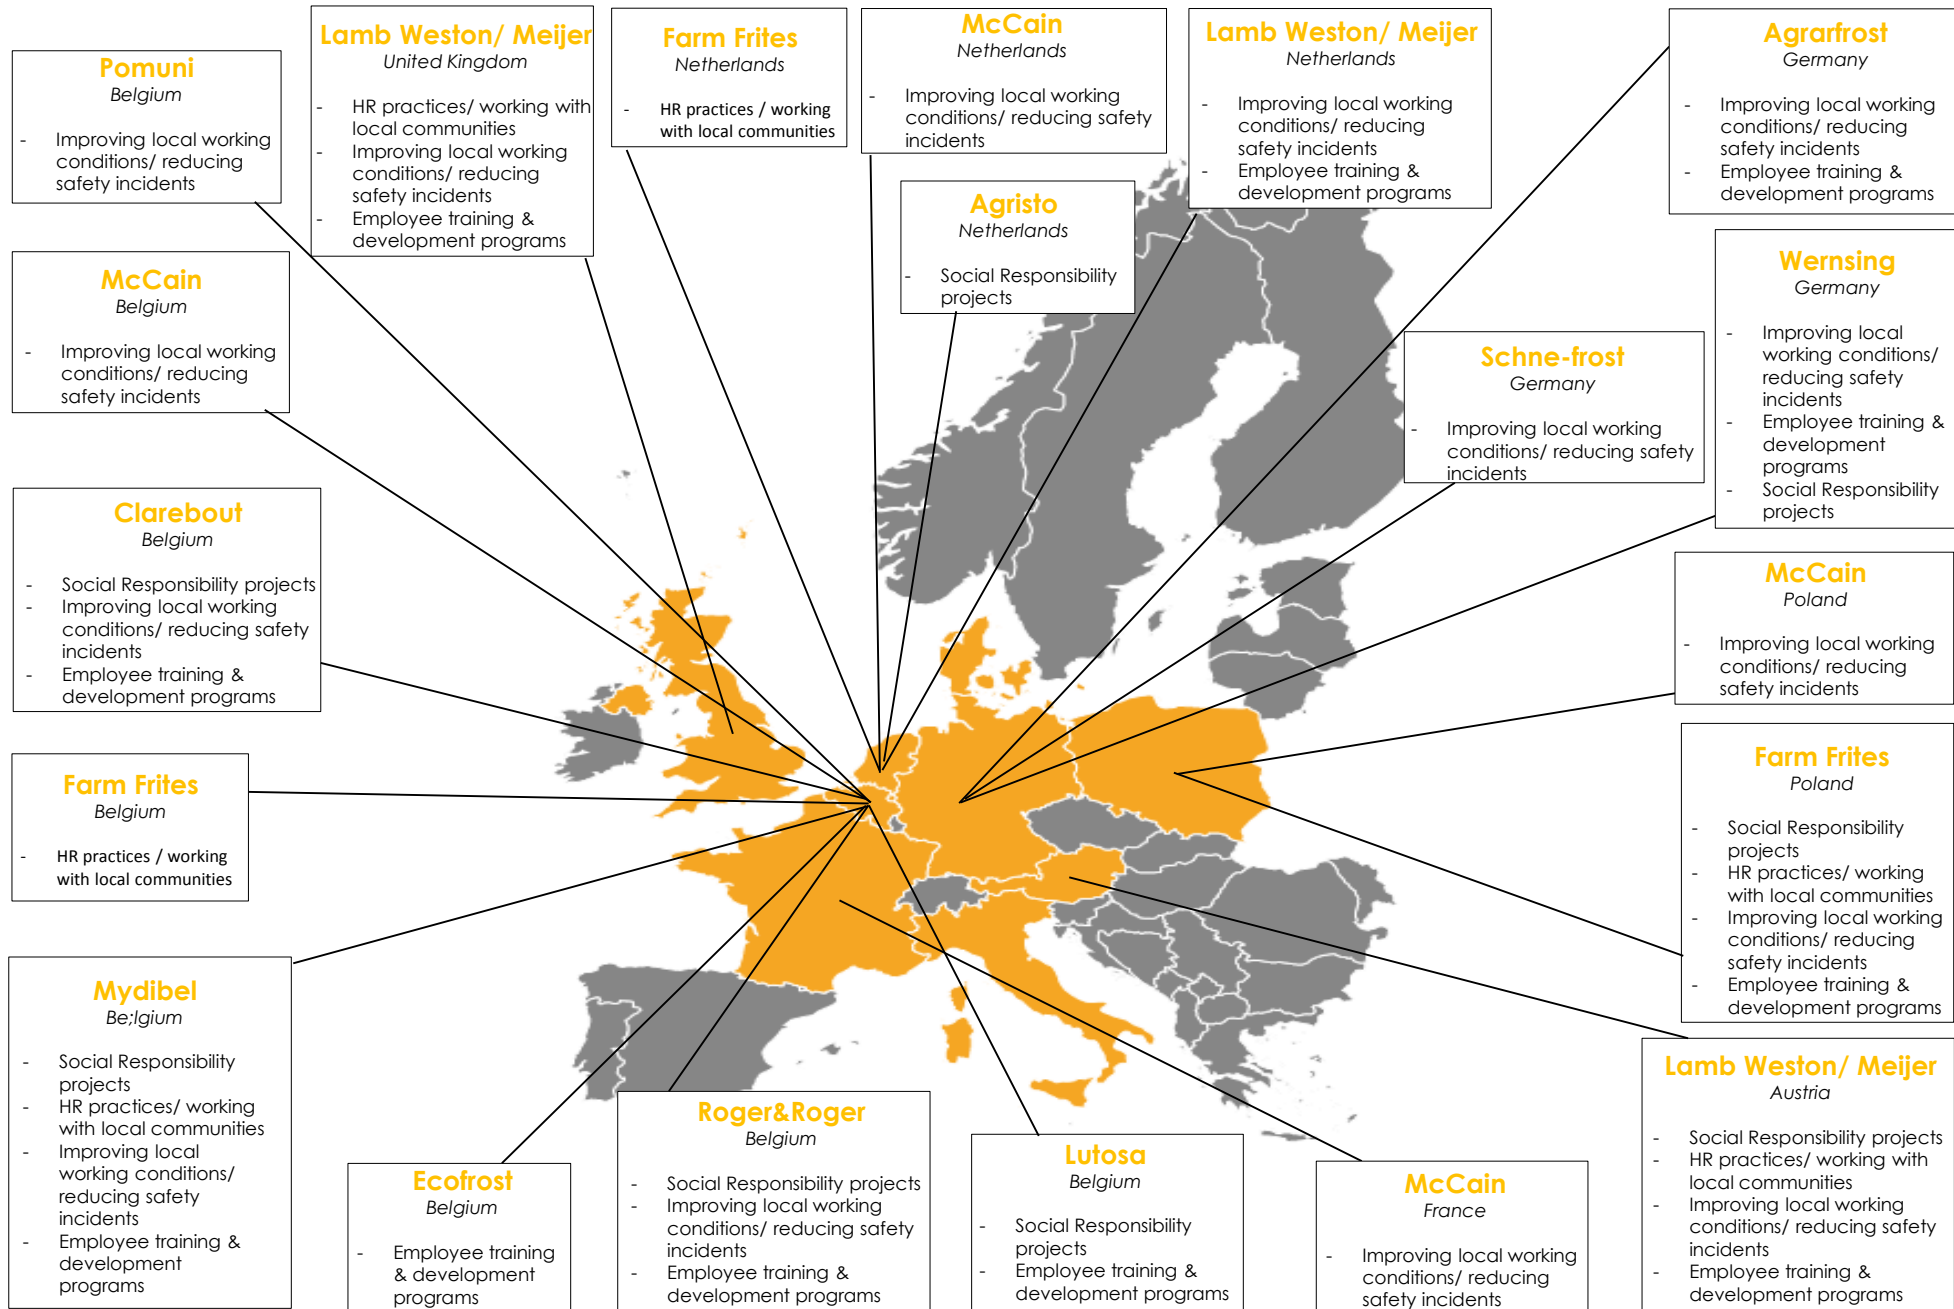 Pomuni
Belgium
- Improving local working
conditions/ reducing
safety incidents
Lamb Weston/ Meijer
United Kingdom
- HR practices/ working with
local communities
- Improving local working
conditions/ reducing
safety incidents
- Employee training &
development programs
Farm Frites
Netherlands
- HR practices / working
with local communities
McCain
Netherlands
- Improving local working
conditions/ reducing safety
incidents
Lamb Weston/ Meijer
Netherlands
- Improving local working
conditions/ reducing
safety incidents
- Employee training &
development programs
Agrarfrost
Germany
- Improving local working
conditions/ reducing
safety incidents
- Employee training &
development programs
Agristo
Netherlands
- Social Responsibility
projects
McCain
Belgium
- Improving local working
conditions/ reducing
safety incidents
Wernsing
Germany
- Improving local
working conditions/
reducing safety
incidents
- Employee training &
development
programs
- Social Responsibility
projects
Schne-frost
Germany
- Improving local working
conditions/ reducing safety
incidents
Clarebout
Belgium
- Social Responsibility projects
- Improving local working
conditions/ reducing safety
incidents
- Employee training &
development programs
McCain
Poland
- Improving local working
conditions/ reducing
safety incidents
Farm Frites
Belgium
- HR practices / working
with local communities
Farm Frites
Poland
- Social Responsibility
projects
- HR practices/ working
with local communities
- Improving local working
conditions/ reducing
safety incidents
- Employee training &
development programs
Mydibel
Be;lgium
- Social Responsibility
projects
- HR practices/ working
with local communities
- Improving local
working conditions/
reducing safety
incidents
- Employee training &
development
programs
Ecofrost
Belgium
- Employee training
& development
programs
Roger&Roger
Belgium
- Social Responsibility projects
- Improving local working
conditions/ reducing safety
incidents
- Employee training &
development programs
Lutosa
Belgium
- Social Responsibility
projects
- Employee training &
development programs
McCain
France
- Improving local working
conditions/ reducing
safety incidents
Lamb Weston/ Meijer
Austria
- Social Responsibility projects
- HR practices/ working with
local communities
- Improving local working
conditions/ reducing safety
incidents
- Employee training &
development programs